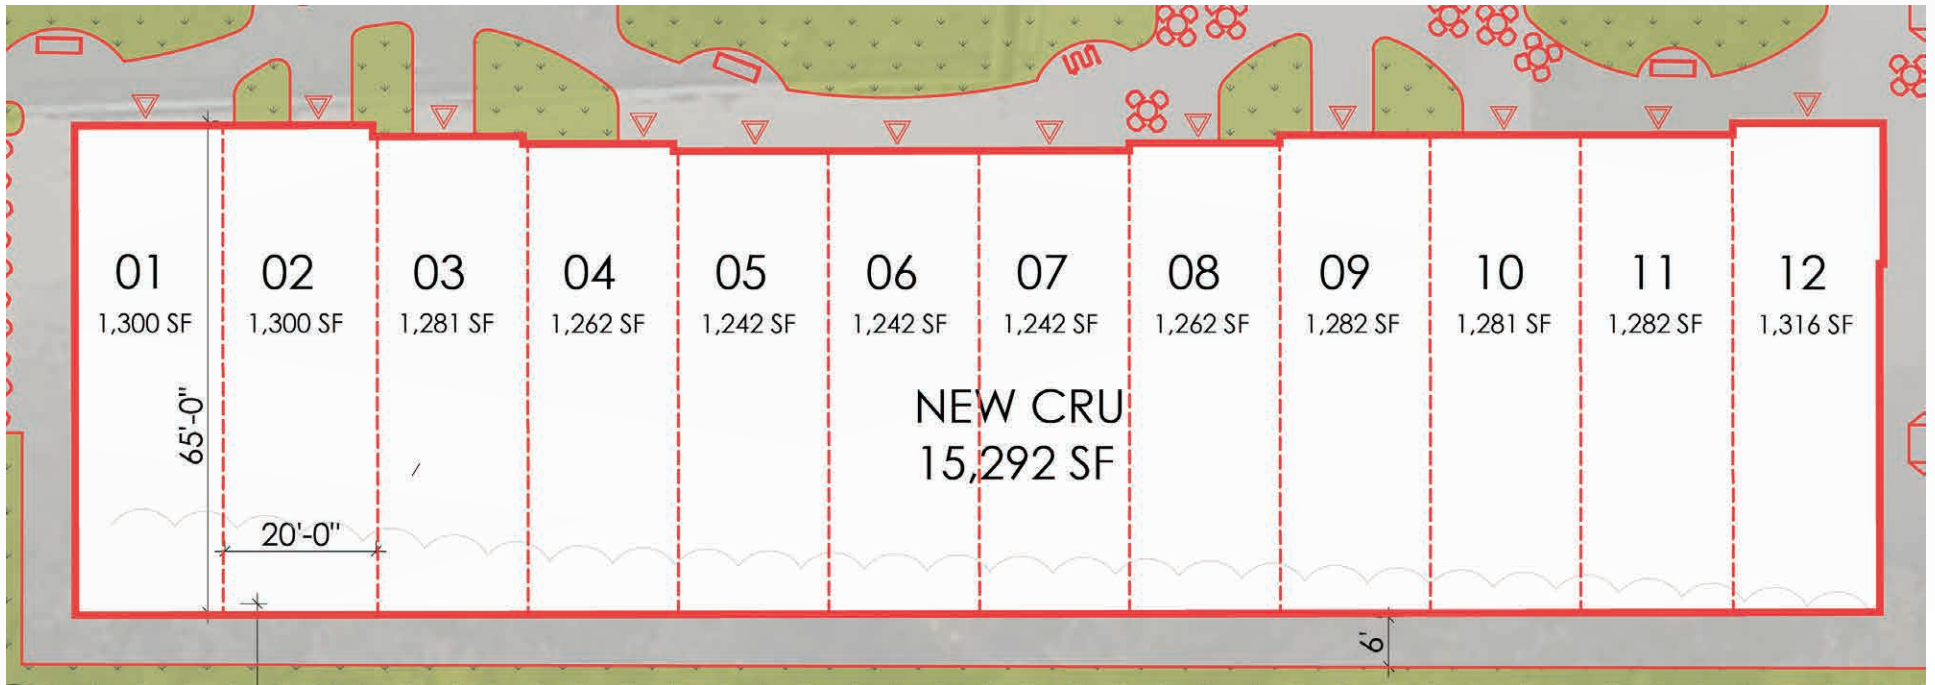 01 02 03 04 05 06 07 08 09 10 11 12
1,300 SF 1,300 SF 1,281 SF 1,262 SF 1,242 SF 1,242 SF 1,242 SF 1,262 SF 1,282 SF 1,281 SF 1,282 SF 1,316 SF
65'-0"
NEW CRU
15,292 SF
20'-0"
6'